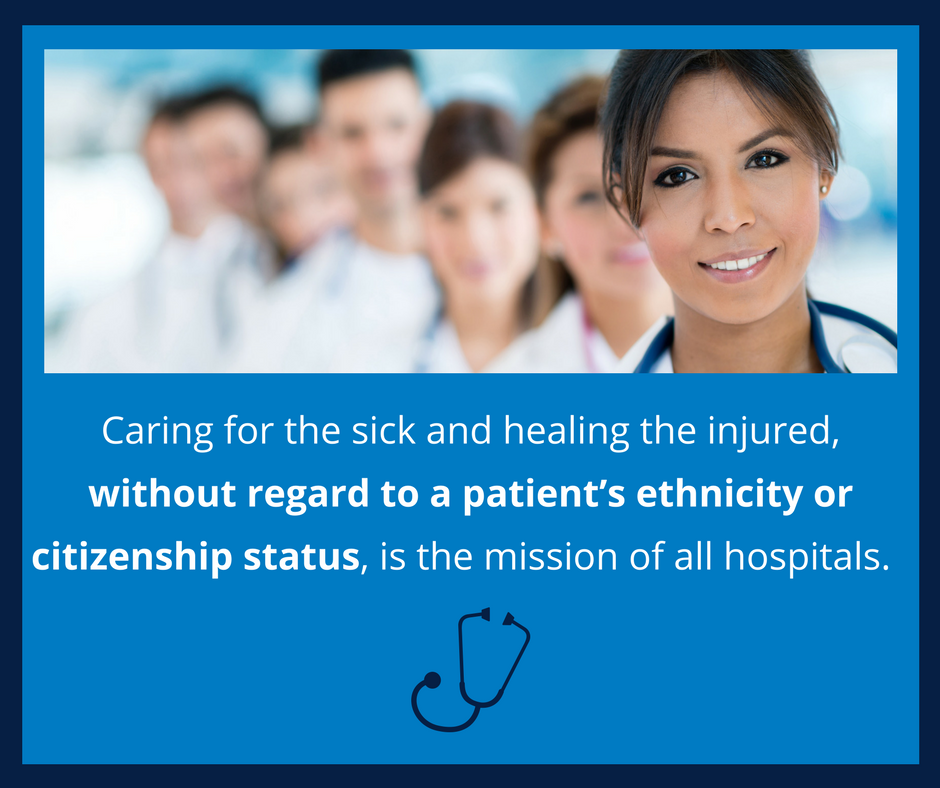 Caring for the sick and healing the injured,
without regard to a patient’s ethnicity or
citizenship status, is the mission of all hospitals.